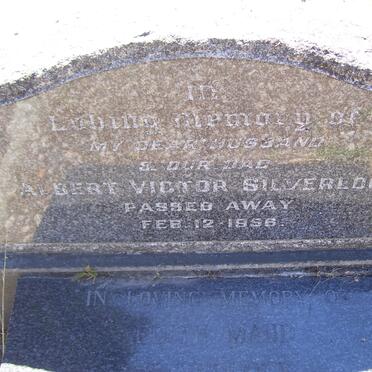 In
Loving memory of
MY DEAR HUSBAND
& OUR DAD
ALBERT VICTOR SILVERLOC
PASSED AWAY
FEB. 12. 1956.
IN LOVING MEMORY OF